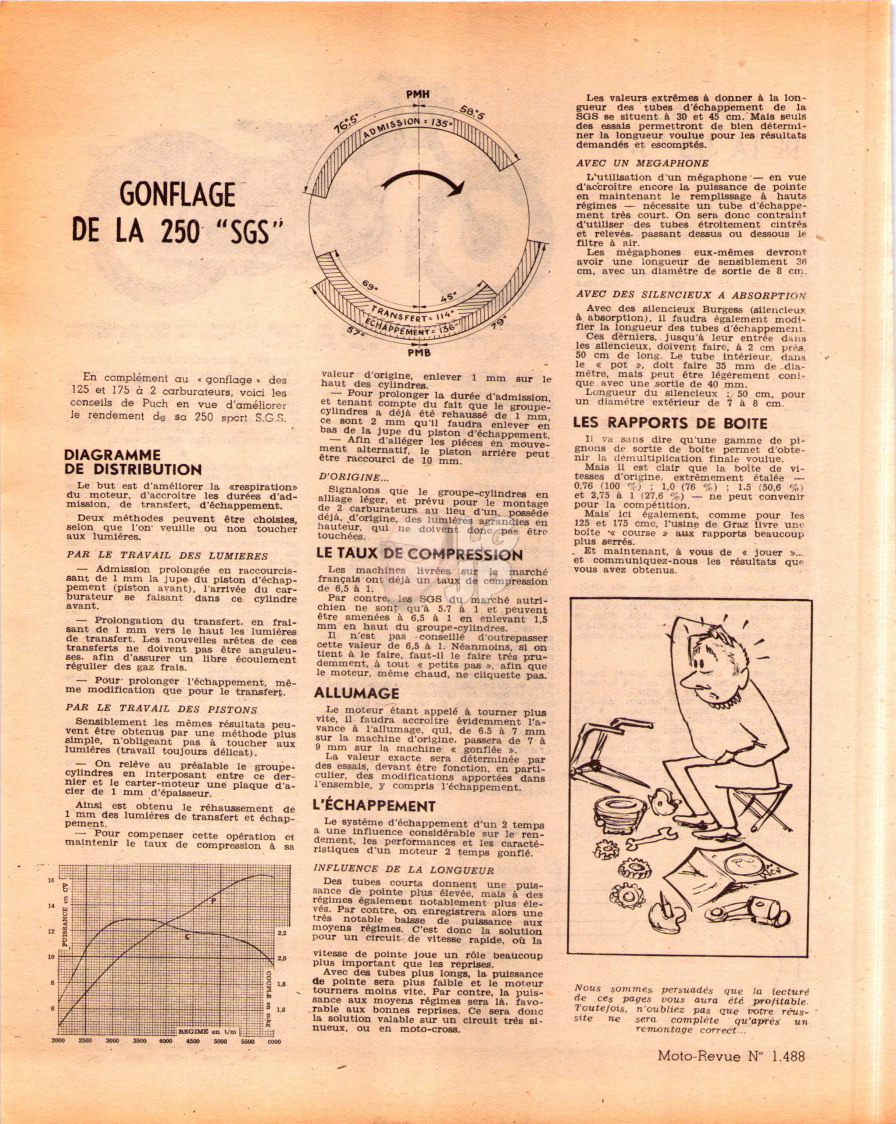 GONFLAGE
DE LA 250 "SGS"
PMH
76°5'
58°5
ADMISSION = 135°
69°
45°
TRANSFERT = 114°
ECHAPPEMENT = 136°
57°
79°
PMB
En complément au « gonflage » des
125 et 175 à 2 carburateurs, voici les
conseils de Puch en vue d'améliorer
le rendement de sa 250 sport S.G.S.
DIAGRAMME
DE DISTRIBUTION
Le but est d'améliorer la «respiration»
du moteur, d'accroître les durées d'ad-
mission, de transfert, d'échappement.
Deux méthodes peuvent être choisies,
selon que l'on veuille ou non toucher
aux lumières.
PAR LE TRAVAIL DES LUMIERES
— Admission prolongée en raccourcis-
sant de 1 mm la jupe du piston d'échap-
pement (piston avant), l'arrivée du car-
burateur se faisant dans ce cylindre
avant.
— Prolongation du transfert, en frai-
sant de 1 mm vers le haut les lumières
de transfert. Les nouvelles arêtes de ces
transferts ne doivent pas être anguleu-
ses, afin d'assurer un libre écoulement
régulier des gaz frais.
— Pour prolonger l'échappement, mê-
me modification que pour le transfert.
PAR LE TRAVAIL DES PISTONS
Sensiblement les mêmes résultats peu-
vent être obtenus par une méthode plus
simple, n'obligeant pas à toucher aux
lumières (travail toujours délicat).
— On relève au préalable le groupe-
cylindres en interposant entre ce der-
nier et le carter-moteur une plaque d'a-
cier de 1 mm d'épaisseur.
Ainsi est obtenu le réhaussement de
1 mm des lumières de transfert et échap-
pement.
— Pour compenser cette opération et
maintenir le taux de compression à sa
16
14
12
10
8
6
PUISSANCE en CV
P
C
2,2
2,0
1,8
1,6
COUPLE en mkg
REGIME en t/m
2000 2500 3000 3500 4000 4500 5000 5500 6000
valeur d'origine, enlever 1 mm sur le
haut des cylindres.
— Pour prolonger la durée d'admission,
et tenant compte du fait que le groupe-
cylindres a déjà été rehaussé de 1 mm,
ce sont 2 mm qu'il faudra enlever en
bas de la jupe du piston d'échappement.
— Afin d'alléger les pièces en mouve-
ment alternatif, le piston arrière peut
être raccourci de 10 mm.
D'ORIGINE...
Signalons que le groupe-cylindres en
alliage léger, et prévu pour le montage
de 2 carburateurs au lieu d'un, possède
déjà, d'origine, des lumières agrandies en
hauteur, qui ne doivent donc pas être
touchées.
LE TAUX DE COMPRESSION
Les machines livrées sur le marché
français ont déjà un taux de compression
de 6,5 à 1.
Par contre, les SGS du marché autri-
chien ne sont qu'à 5.7 à 1 et peuvent
être amenées à 6,5 à 1 en enlevant 1,5
mm en haut du groupe-cylindres.
Il n'est pas conseillé d'outrepasser
cette valeur de 6,5 à 1. Néanmoins, si on
tient à le faire, faut-il le faire très pru-
demment, à tout « petits pas », afin que
le moteur, même chaud, ne cliquette pas.
ALLUMAGE
Le moteur étant appelé à tourner plus
vite, il faudra accroître évidemment l'a-
vance à l'allumage, qui, de 6.5 à 7 mm
sur la machine d'origine, passera de 7 à
9 mm sur la machine « gonflée ».
La valeur exacte sera déterminée par
des essais, devant être fonction, en parti-
culier, des modifications apportées dans
l'ensemble, y compris l'échappement.
L'ÉCHAPPEMENT
Le système d'échappement d'un 2 temps
a une influence considérable sur le ren-
dement, les performances et les caracté-
ristiques d'un moteur 2 temps gonflé.
INFLUENCE DE LA LONGUEUR
Des tubes courts donnent une puis-
sance de pointe plus élevée, mais à des
régimes également notablement plus éle-
vés. Par contre, on enregistrera alors une
très notable baisse de puissance aux
moyens régimes. C'est donc la solution
pour un circuit de vitesse rapide, où la
vitesse de pointe joue un rôle beaucoup
plus important que les reprises.
Avec des tubes plus longs, la puissance
de pointe sera plus faible et le moteur
tournera moins vite. Par contre, la puis-
sance aux moyens régimes sera là, favo-
rable aux bonnes reprises. Ce sera donc
la solution valable sur un circuit très si-
nueux, ou en moto-cross.
Les valeurs extrêmes à donner à la lon-
gueur des tubes d'échappement de la
SGS se situent à 30 et 45 cm. Mais seuls
des essais permettront de bien détermi-
ner la longueur voulue pour les résultats
demandés et escomptés.
AVEC UN MEGAPHONE
L'utilisation d'un mégaphone — en vue
d'accroître encore la puissance de pointe
en maintenant le remplissage à hauts
régimes — nécessite un tube d'échappe-
ment très court. On sera donc contraint
d'utiliser des tubes étroitement cintrés
et relevés. passant dessus ou dessous le
filtre à air.
Les mégaphones eux-mêmes devront
avoir une longueur de sensiblement 36
cm, avec un diamètre de sortie de 8 cm.
AVEC DES SILENCIEUX A ABSORPTION
Avec des silencieux Burgess (silencieux
à absorption), il faudra également modi-
fier la longueur des tubes d'échappement.
Ces derniers, jusqu'à leur entrée dans
les silencieux, doivent faire, à 2 cm près,
50 cm de long. Le tube intérieur, dans
le « pot », doit faire 35 mm de dia-
mètre, mais peut être légèrement coni-
que avec une sortie de 40 mm.
Longueur du silencieux : 50 cm, pour
un diamètre extérieur de 7 à 8 cm.
LES RAPPORTS DE BOITE
Il va sans dire qu'une gamme de pi-
gnons de sortie de boîte permet d'obte-
nir la démultiplication finale voulue.
Mais il est clair que la boîte de vi-
tesses d'origine, extrêmement étalée —
0,76 (100 %) ; 1,0 (76 %) ; 1.5 (50,6 %)
et 2,75 à 1 (27,6 %) — ne peut convenir
pour la compétition.
Mais ici également, comme pour les
125 et 175 cmc, l'usine de Graz livre une
boîte « course » aux rapports beaucoup
plus serrés.
Et maintenant, à vous de « jouer »...
et communiquez-nous les résultats que
vous avez obtenus.
Nous sommes persuadés que la lecture
de ces pages vous aura été profitable.
Toutefois, n'oubliez pas que votre réus-
site ne sera complète qu'après un
remontage correct...
Moto-Revue N° 1.488